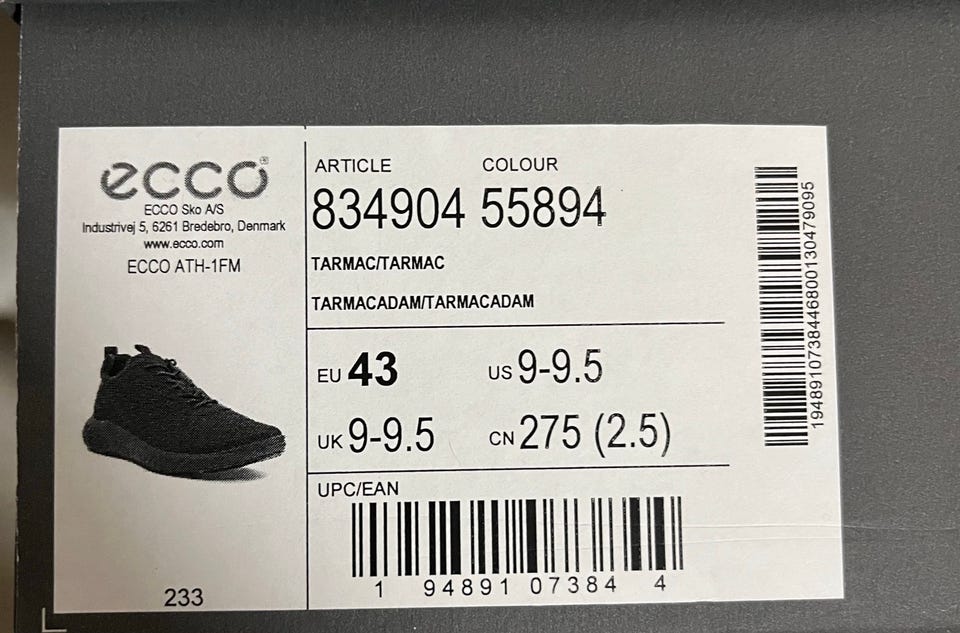 ecco®
ECCO Sko A/S
Industrivej 5, 6261 Bredebro, Denmark
www.ecco.com
ECCO ATH-1FM
233
ARTICLE COLOUR
834904 55894
TARMAC/TARMAC
TARMACADAM/TARMACADAM
EU 43 US 9-9.5
UK 9-9.5 CN 275 (2.5)
UPC/EAN
1 94891 07384 4
1948910738446800130479095